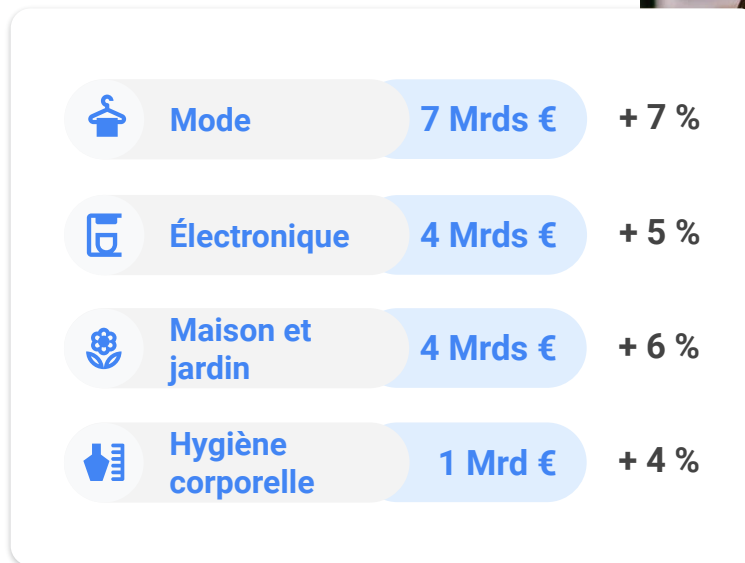 Mode 7 Mrds € + 7 %
Électronique 4 Mrds € + 5 %
Maison et
jardin 4 Mrds € + 6 %
Hygiène
corporelle 1 Mrd € + 4 %